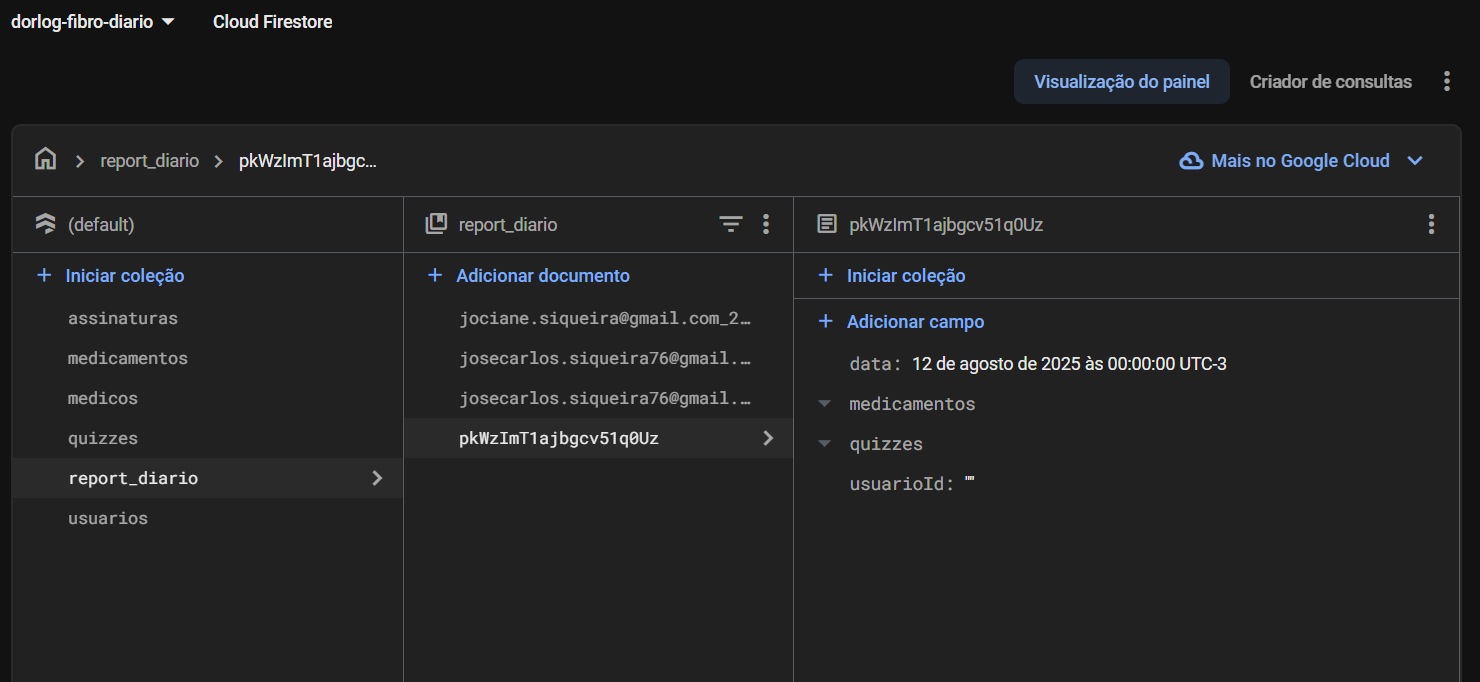 dorlog-fibro-diario Cloud Firestore
Visualização do painel Criador de consultas
report_diario pkWzImT1ajbgc… Mais no Google Cloud
(default) report_diario pkWzImT1ajbgcv51q0Uz
Iniciar coleção Adicionar documento Iniciar coleção
assinaturas jociane.siqueira@gmail.com_2… Adicionar campo
medicamentos josecarlos.siqueira76@gmail.… data: 12 de agosto de 2025 às 00:00:00 UTC-3
medicos josecarlos.siqueira76@gmail.… medicamentos
quizzes pkWzImT1ajbgcv51q0Uz quizzes
report_diario usuarioId: ""
usuarios